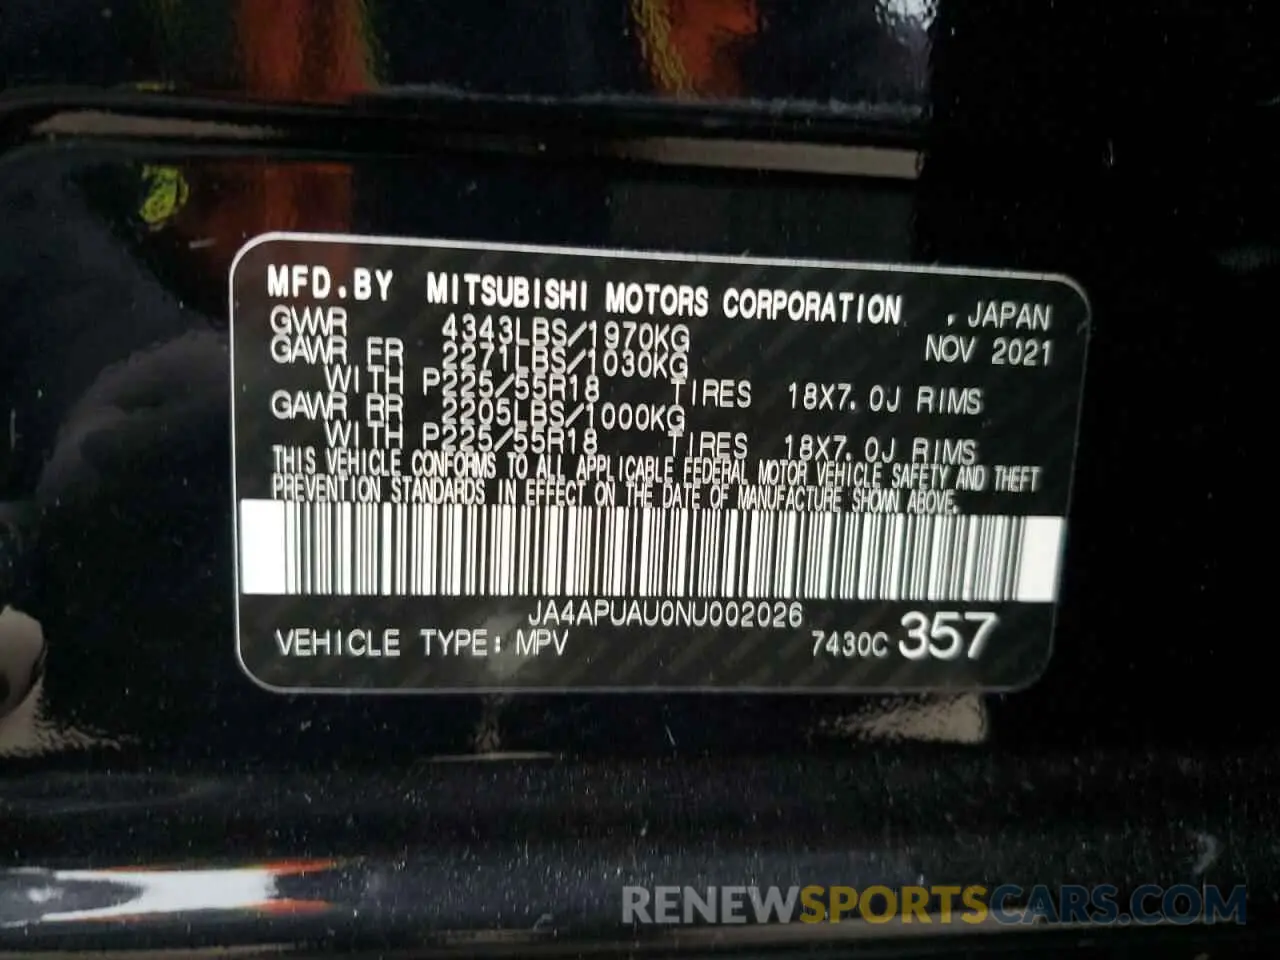 MFD.BY MITSUBISHI MOTORS CORPORATION , JAPAN
GVWR 4343LBS/1970KG NOV 2021
GAWR FR 2271LBS/1030KG
WITH P225/55R18 TIRES 18X7.0J RIMS
GAWR RR 2205LBS/1000KG
WITH P225/55R18 TIRES 18X7.0J RIMS
THIS VEHICLE CONFORMS TO ALL APPLICABLE FEDERAL MOTOR VEHICLE SAFETY AND THEFT
PREVENTION STANDARDS IN EFFECT ON THE DATE OF MANUFACTURE SHOWN ABOVE.
JA4APUAU0NU002026
VEHICLE TYPE: MPV 7430C 357
RENEWSPORTSCARS.COM